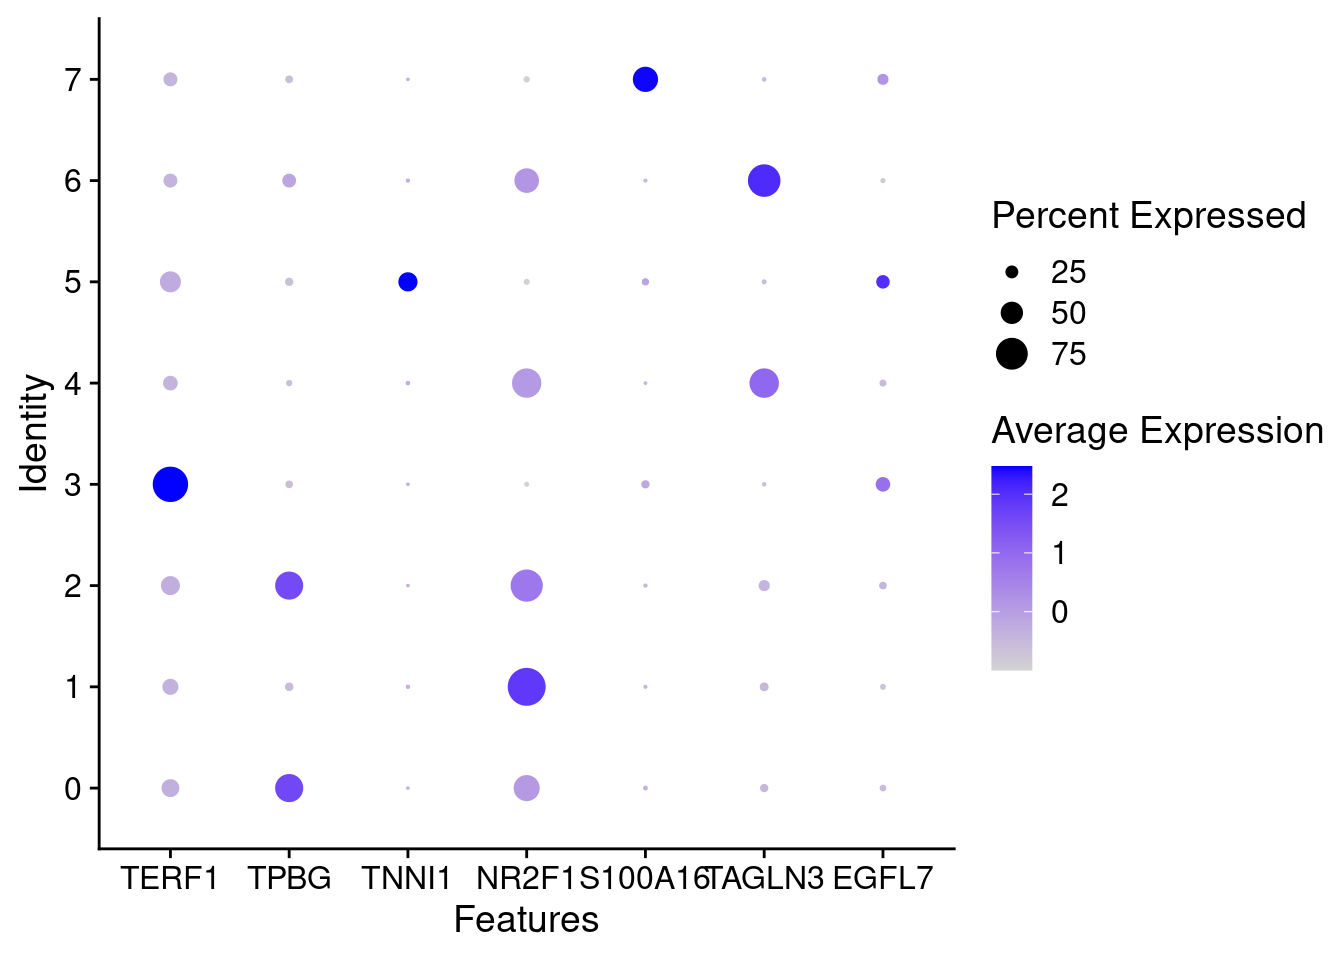 7
6
5
4
3
2
1
0
Identity
TERF1 TPBG TNNI1 NR2F1 S100A16 TAGLN3 EGFL7
Features
Percent Expressed
25
50
75
Average Expression
2
1
0